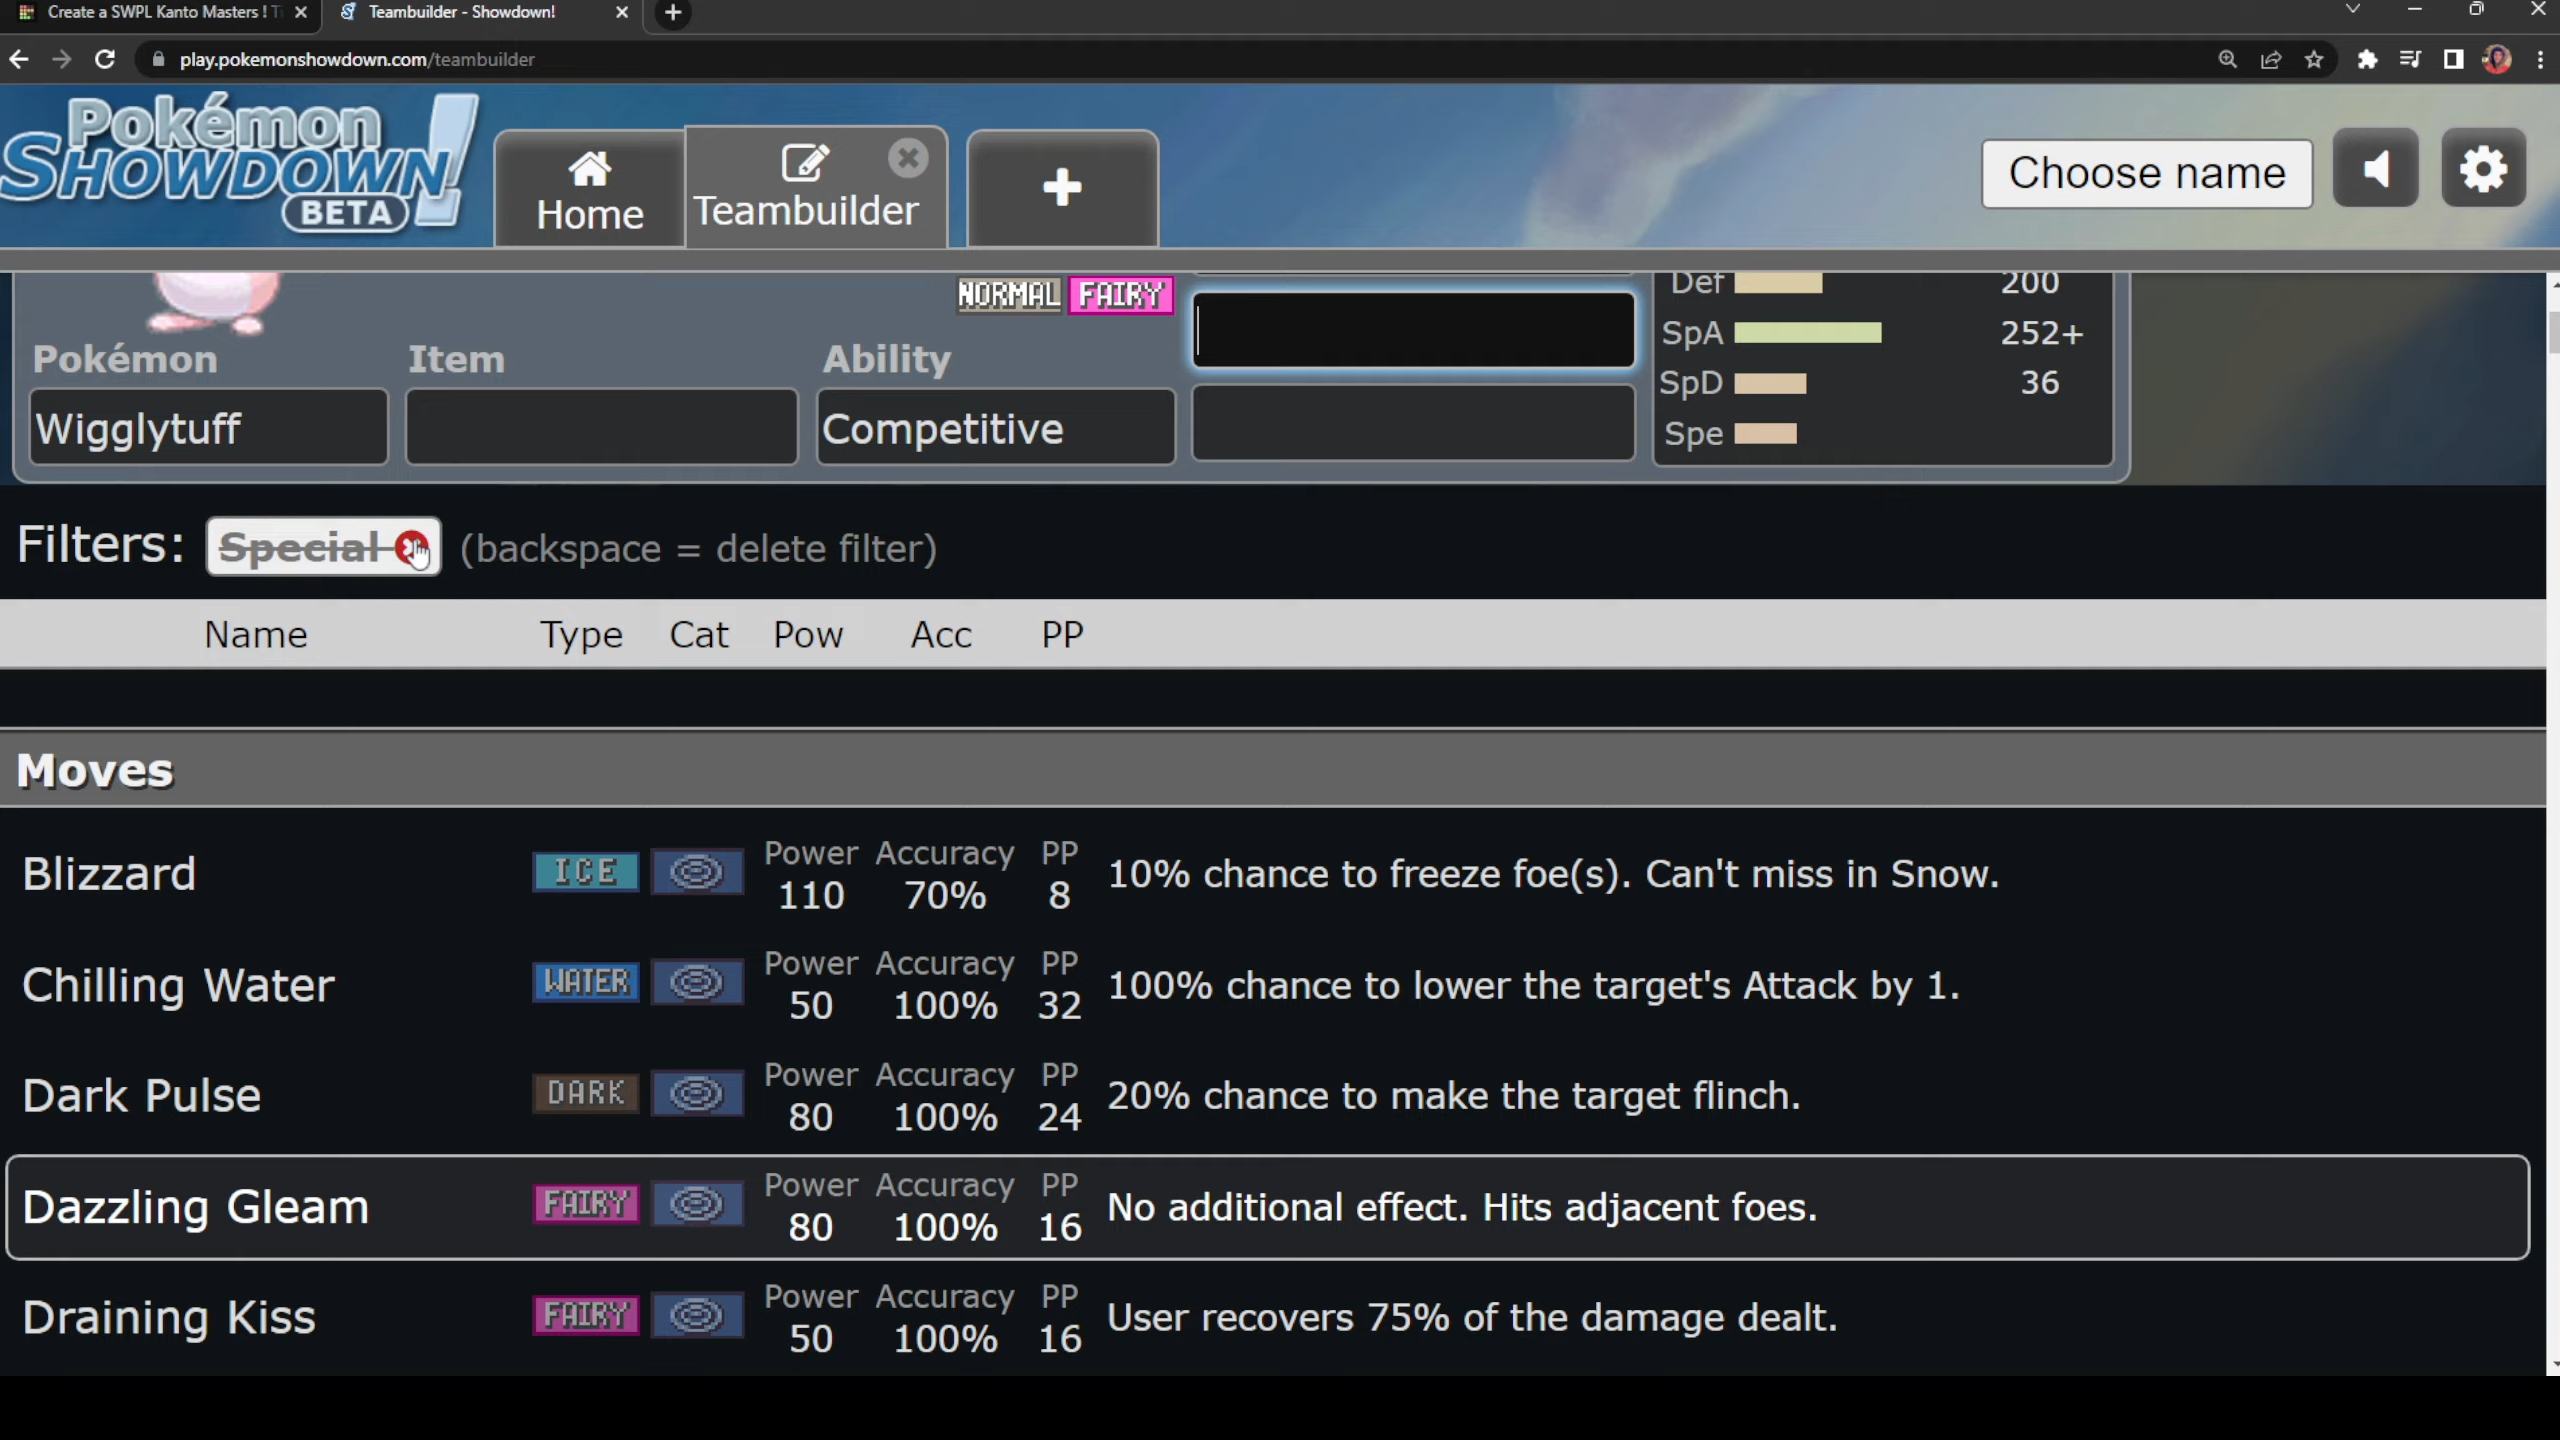 Create a SWPL Kanto Masters ! Ti
Teambuilder - Showdown!
play.pokemonshowdown.com/teambuilder
Pokémon
SHOWDOWN!
BETA
Home
Teambuilder
Choose name
NORMAL FAIRY
Def 200
SpA 252+
SpD 36
Spe
Pokémon Item Ability
Wigglytuff Competitive
Filters: Special (backspace = delete filter)
Name Type Cat Pow Acc PP
Moves
Blizzard ICE Power 110 Accuracy 70% PP 8 10% chance to freeze foe(s). Can't miss in Snow.
Chilling Water WATER Power 50 Accuracy 100% PP 32 100% chance to lower the target's Attack by 1.
Dark Pulse DARK Power 80 Accuracy 100% PP 24 20% chance to make the target flinch.
Dazzling Gleam FAIRY Power 80 Accuracy 100% PP 16 No additional effect. Hits adjacent foes.
Draining Kiss FAIRY Power 50 Accuracy 100% PP 16 User recovers 75% of the damage dealt.